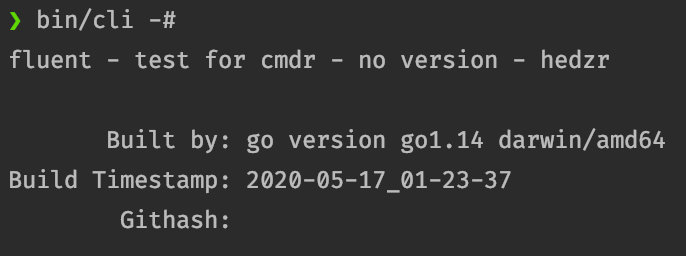 ❯ bin/cli -#
fluent - test for cmdr - no version - hedzr
Built by: go version go1.14 darwin/amd64
Build Timestamp: 2020-05-17_01-23-37
Githash: